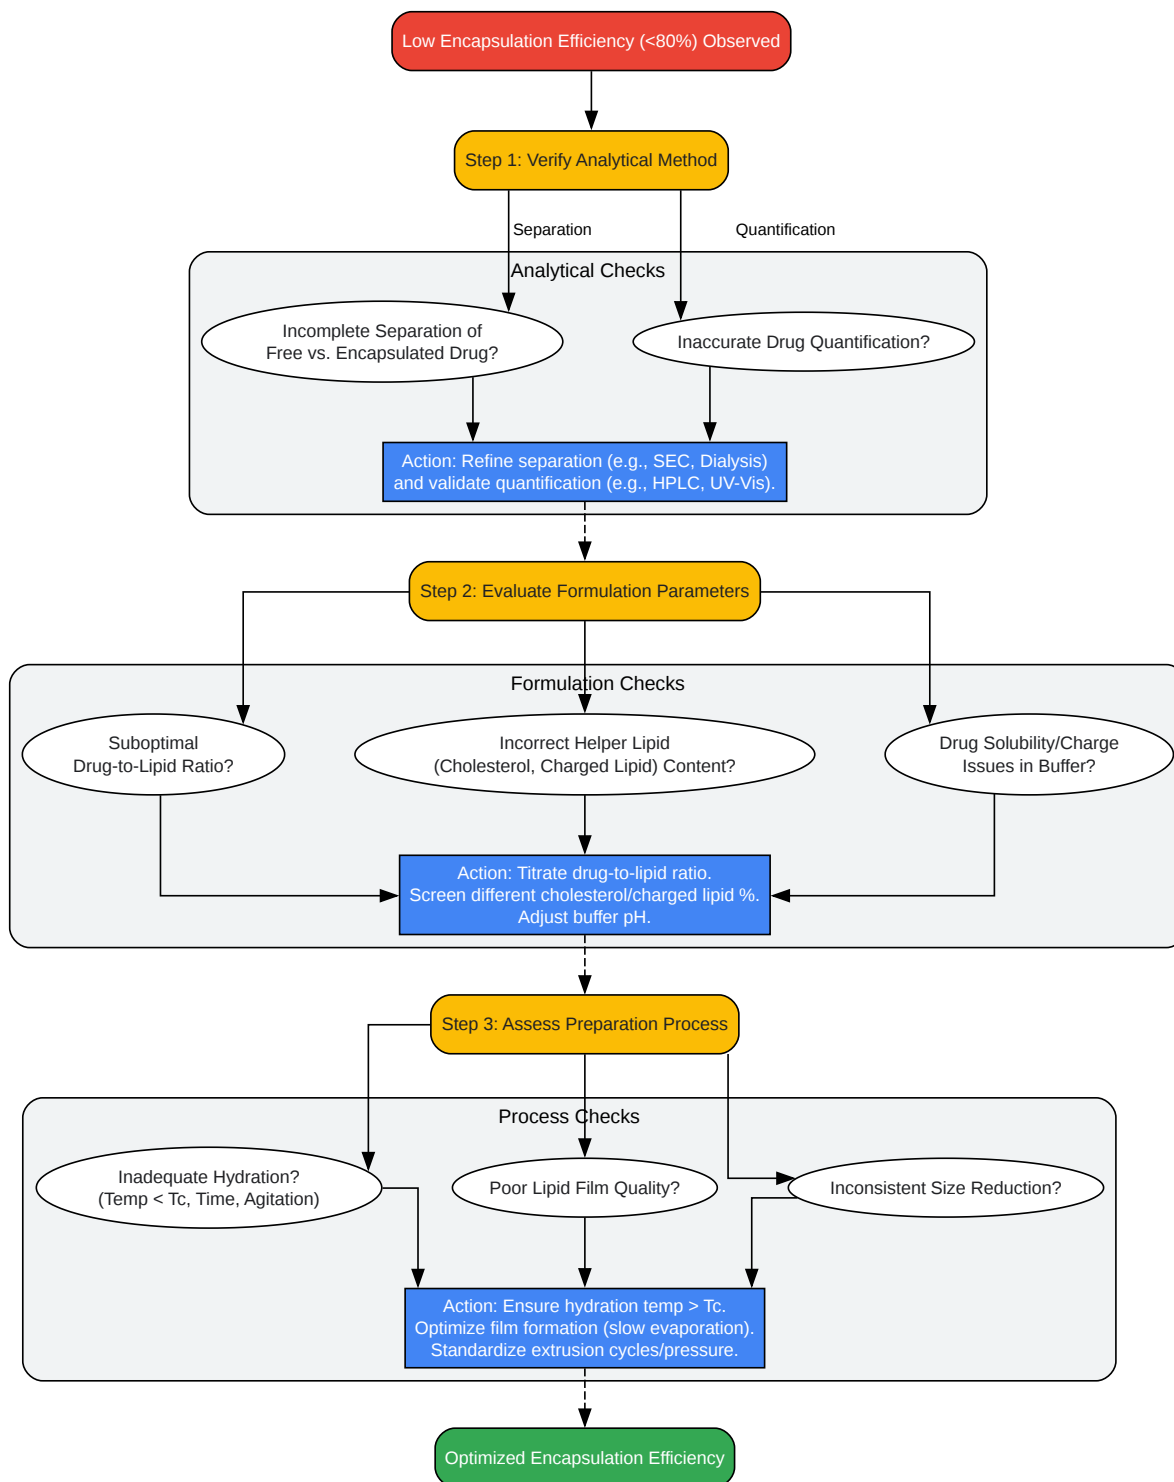 Low Encapsulation Efficiency (<80%) Observed
Step 1: Verify Analytical Method
Separation
Quantification
Analytical Checks
Incomplete Separation of
Free vs. Encapsulated Drug?
Inaccurate Drug Quantification?
Action: Refine separation (e.g., SEC, Dialysis)
and validate quantification (e.g., HPLC, UV-Vis).
Step 2: Evaluate Formulation Parameters
Formulation Checks
Suboptimal
Drug-to-Lipid Ratio?
Incorrect Helper Lipid
(Cholesterol, Charged Lipid) Content?
Drug Solubility/Charge
Issues in Buffer?
Action: Titrate drug-to-lipid ratio.
Screen different cholesterol/charged lipid %.
Adjust buffer pH.
Step 3: Assess Preparation Process
Process Checks
Inadequate Hydration?
(Temp < Tc, Time, Agitation)
Poor Lipid Film Quality?
Inconsistent Size Reduction?
Action: Ensure hydration temp > Tc.
Optimize film formation (slow evaporation).
Standardize extrusion cycles/pressure.
Optimized Encapsulation Efficiency